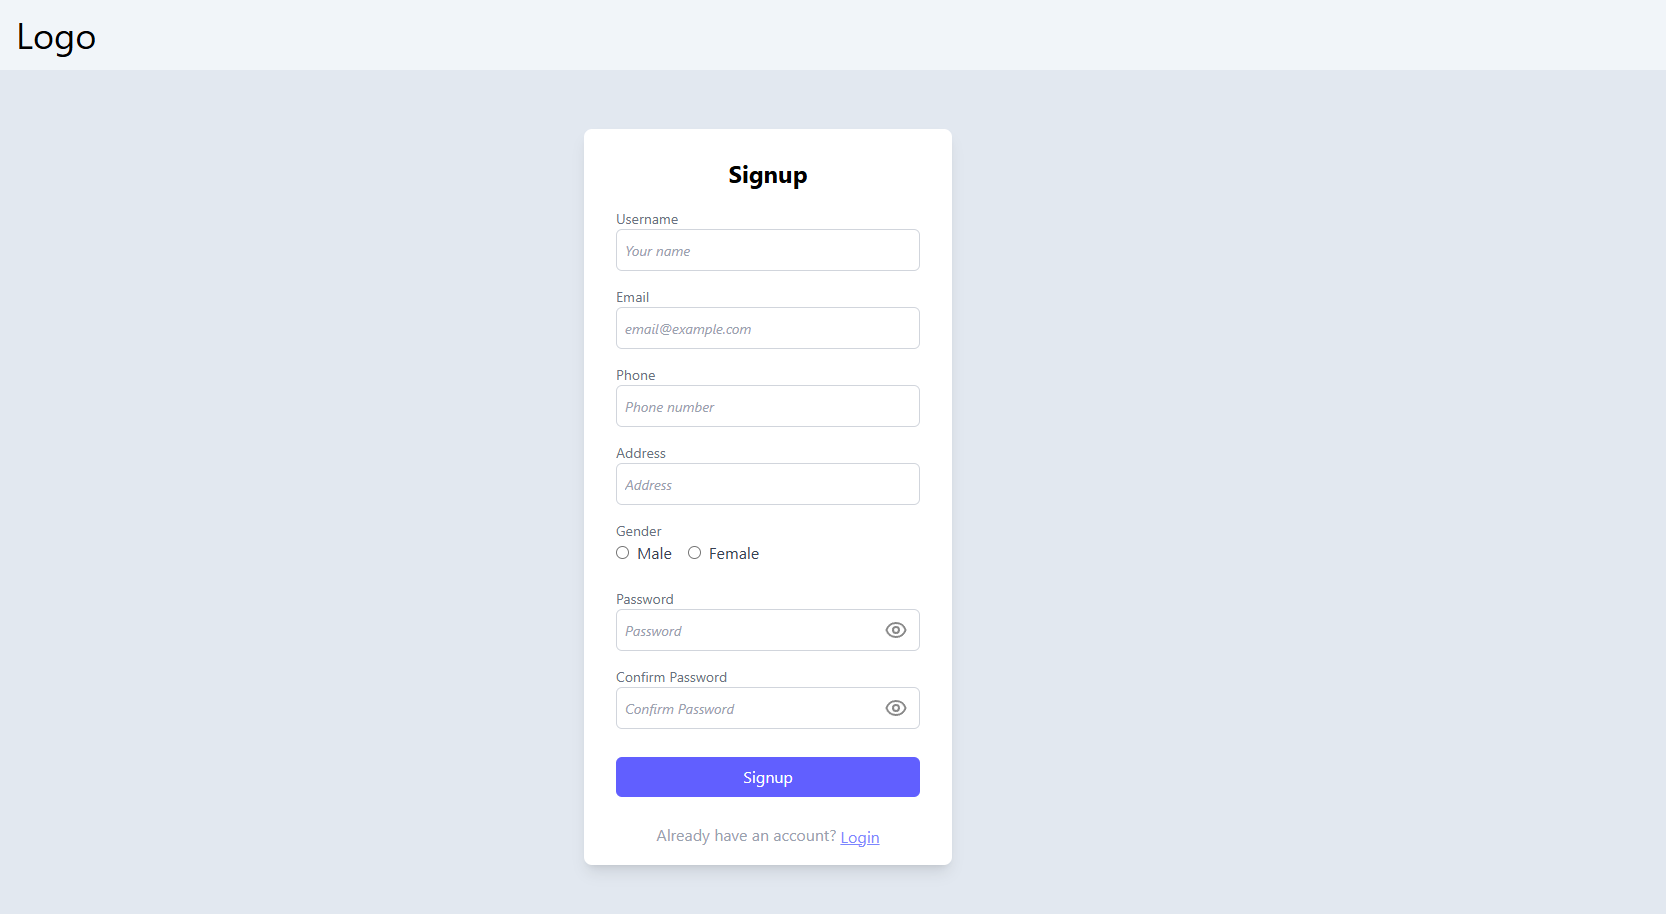 Logo
Signup
Username
Your name
Email
email@example.com
Phone
Phone number
Address
Address
Gender
Male Female
Password
Password
Confirm Password
Confirm Password
Signup
Already have an account? Login